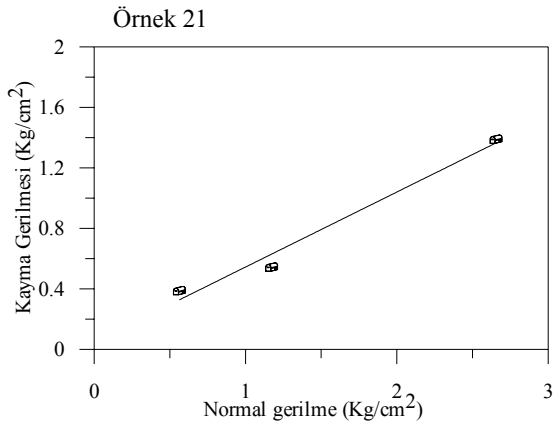 Örnek 21
2
1.6
1.2
0.8
0.4
0
Kayma Gerilmesi (Kg/cm²)
0 1 2 3
Normal gerilme (Kg/cm²)